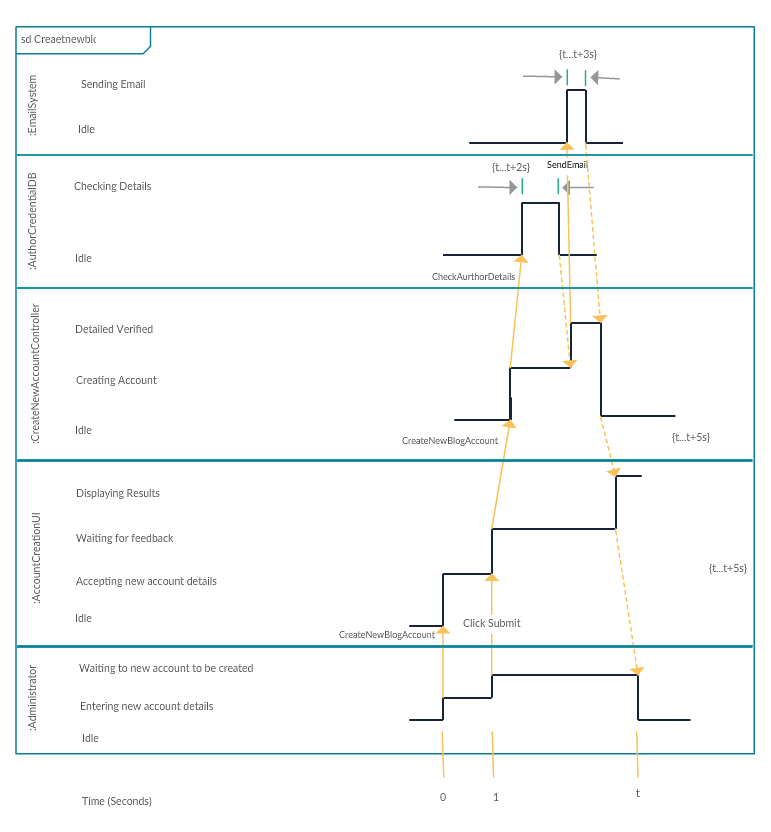 sd Creaetnewblc
{t...t+3s}
:EmailSystem
Sending Email
Idle
SendEmail
{t...t+2s}
:AuthorCredentialDB
Checking Details
Idle
CheckAurthorDetails
:CreateNewAccountController
Detailed Verified
Creating Account
Idle
CreateNewBlogAccount
{t...t+5s}
:AccountCreationUI
Displaying Results
Waiting for feedback
{t...t+5s}
Accepting new account details
Idle
Click Submit
CreateNewBlogAccount
:Administrator
Waiting to new account to be created
Entering new account details
Idle
Time (Seconds)
0
1
t